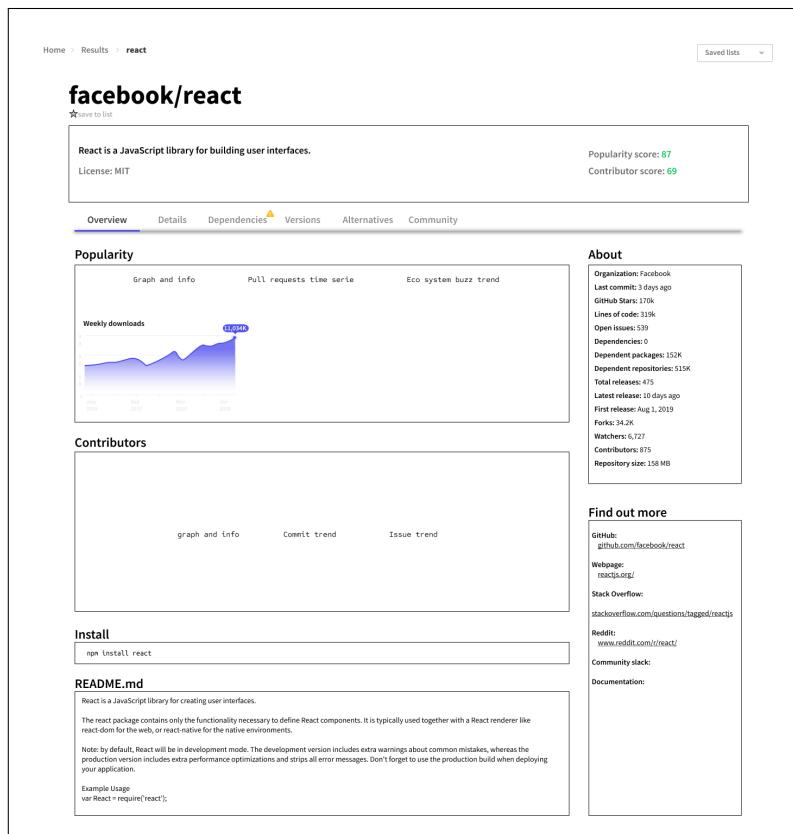 Home > Results > react
Saved lists
facebook/react
save to list
React is a JavaScript library for building user interfaces.
License: MIT
Popularity score: 87
Contributor score: 69
Overview Details Dependencies Versions Alternatives Community
Popularity
Graph and info Pull requests time serie Eco system buzz trend
Weekly downloads
11,034K
Contributors
graph and info Commit trend Issue trend
Install
npm install react
README.md
React is a JavaScript library for creating user interfaces.
The react package contains only the functionality necessary to define React components. It is typically used together with a React renderer like
react-dom for the web, or react-native for the native environments.
Note: by default, React will be in development mode. The development version includes extra warnings about common mistakes, whereas the
production version includes extra performance optimizations and strips all error messages. Don't forget to use the production build when deploying
your application.
Example Usage
var React = require('react');
About
Organization: Facebook
Last commit: 3 days ago
GitHub Stars: 170k
Lines of code: 319k
Open issues: 539
Dependencies: 0
Dependent packages: 152K
Dependent repositories: 515K
Total releases: 475
Latest release: 10 days ago
First release: Aug 1, 2019
Forks: 34.2K
Watchers: 6,727
Contributors: 875
Repository size: 158 MB
Find out more
GitHub:
github.com/facebook/react
Webpage:
reactjs.org/
Stack Overflow:
stackoverflow.com/questions/tagged/reactjs
Reddit:
www.reddit.com/r/react/
Community slack:
Documentation: